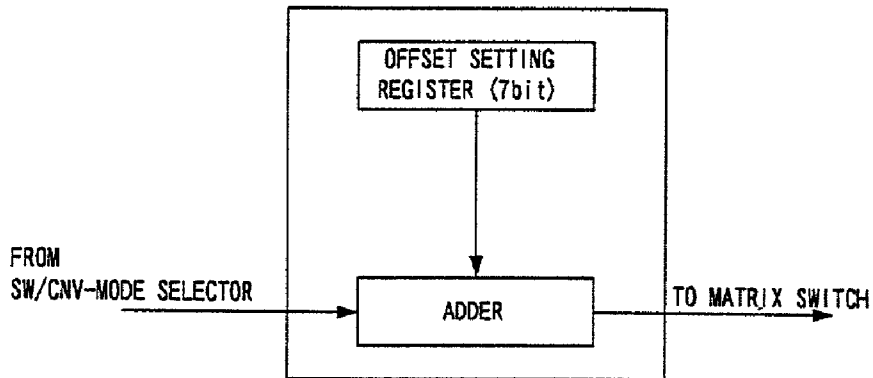 OFFSET SETTING
REGISTER (7bit)
FROM
SW/CNV-MODE SELECTOR
ADDER
TO MATRIX SWITCH